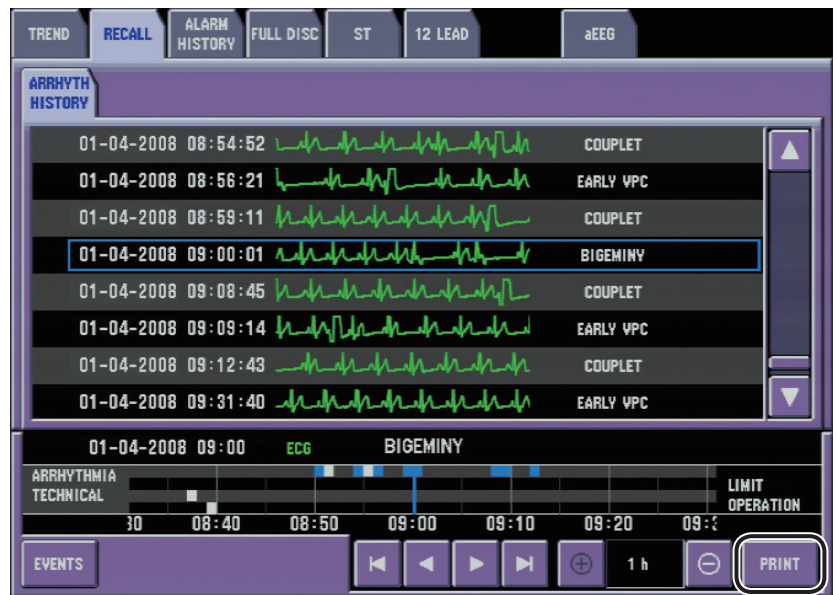 TREND RECALL ALARM HISTORY FULL DISC ST 12 LEAD aEEG
ARRHYTH HISTORY
01-04-2008 08:54:52 COUPLET
01-04-2008 08:56:21 EARLY VPC
01-04-2008 08:59:11 COUPLET
01-04-2008 09:00:01 BIGEMINY
01-04-2008 09:08:45 COUPLET
01-04-2008 09:09:14 EARLY VPC
01-04-2008 09:12:43 COUPLET
01-04-2008 09:31:40 EARLY VPC
01-04-2008 09:00 ECG BIGEMINY
ARRHYTHMIA
TECHNICAL
LIMIT
OPERATION
30 08:40 08:50 09:00 09:10 09:20 09:
EVENTS 1 h PRINT